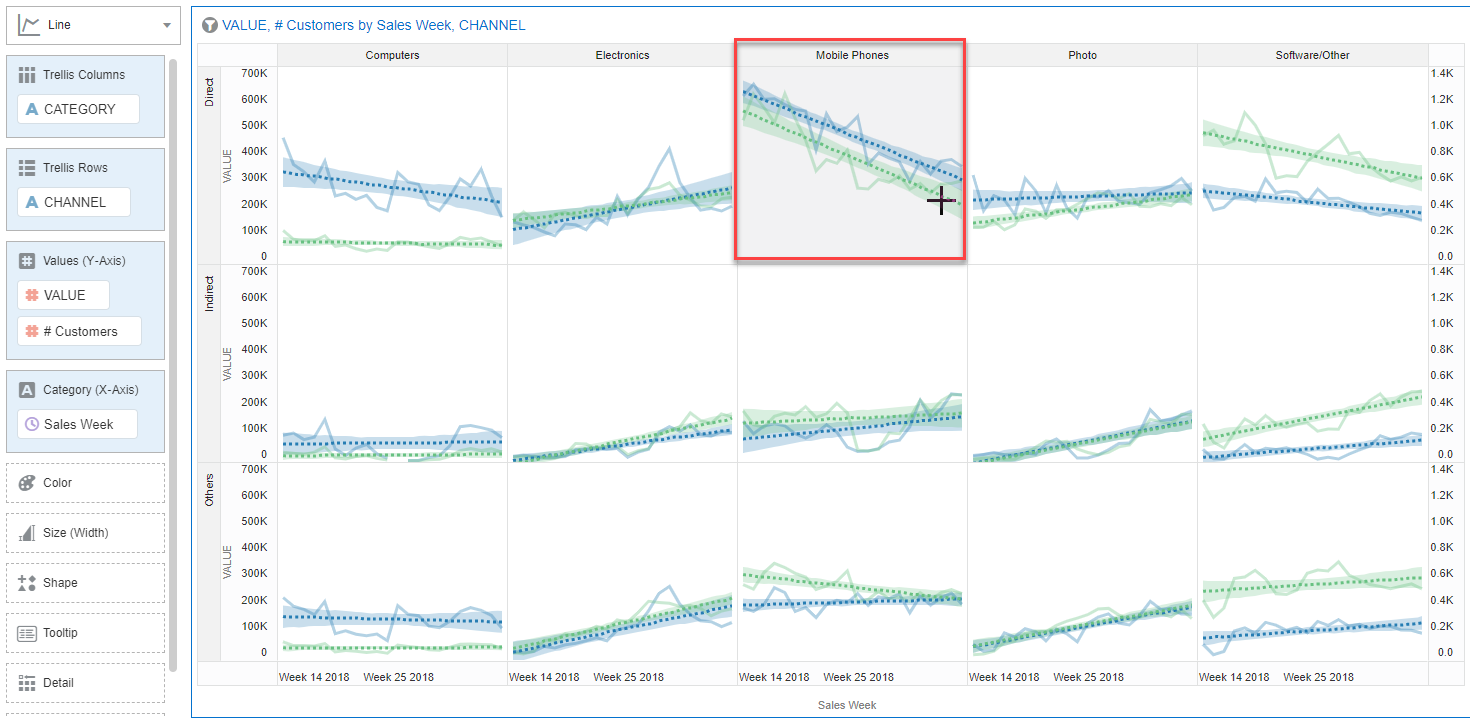 Line
Trellis Columns
A CATEGORY
Trellis Rows
A CHANNEL
Values (Y-Axis)
VALUE
# Customers
A Category (X-Axis)
Sales Week
Color
Size (Width)
Shape
Tooltip
Detail
VALUE, # Customers by Sales Week, CHANNEL
Computers Electronics Mobile Phones Photo Software/Other
Direct
VALUE
700K
600K
500K
400K
300K
200K
100K
0
1.4K
1.2K
1.0K
0.8K
0.6K
0.4K
0.2K
0.0
Indirect
VALUE
700K
600K
500K
400K
300K
200K
100K
0
1.4K
1.2K
1.0K
0.8K
0.6K
0.4K
0.2K
0.0
Others
VALUE
700K
600K
500K
400K
300K
200K
100K
0
1.4K
1.2K
1.0K
0.8K
0.6K
0.4K
0.2K
0.0
Week 14 2018 Week 25 2018 Week 14 2018 Week 25 2018 Week 14 2018 Week 25 2018 Week 14 2018 Week 25 2018 Week 14 2018 Week 25 2018
Sales Week